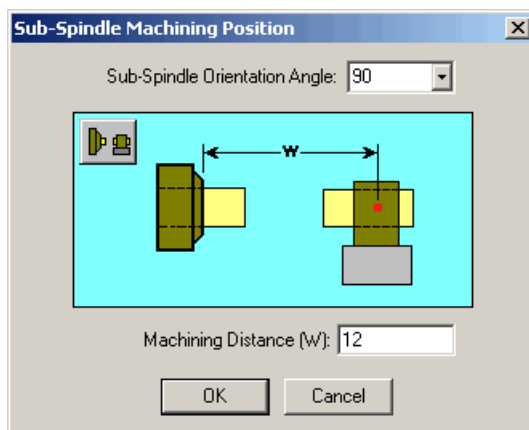 Sub-Spindle Machining Position
Sub-Spindle Orientation Angle: 90
W
Machining Distance (W): 12
OK Cancel